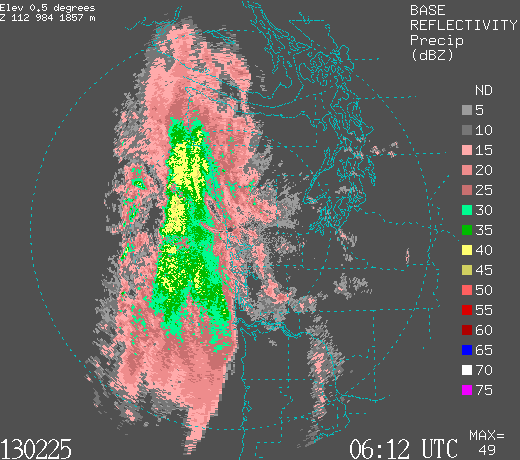 Elev 0.5 degrees
Z 112 984 1857 m
BASE
REFLECTIVITY
Precip
(dBZ)
ND
5
10
15
20
25
30
35
40
45
50
55
60
65
70
75
MAX=
49
130225
06:12 UTC